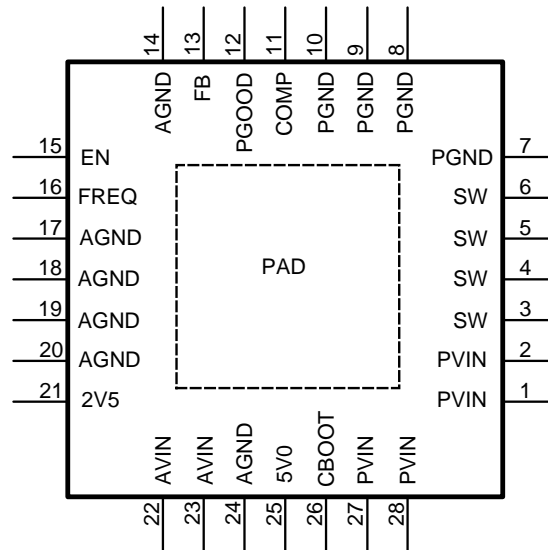 14 13 12 11 10 9 8
AGND FB PGOOD COMP PGND PGND PGND
15 EN PGND 7
16 FREQ SW 6
17 AGND SW 5
18 AGND PAD SW 4
19 AGND SW 3
20 AGND PVIN 2
21 2V5 PVIN 1
AVIN AVIN AGND 5V0 CBOOT PVIN PVIN
22 23 24 25 26 27 28